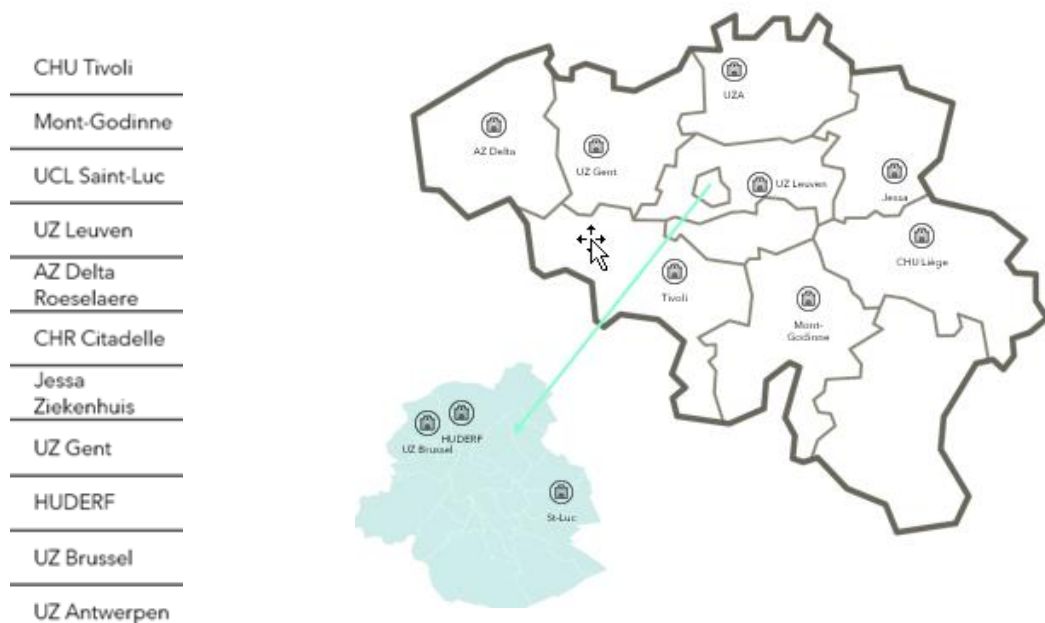 CHU Tivoli
Mont-Godinne
UCL Saint-Luc
UZ Leuven
AZ Delta
Roeselaere
CHR Citadelle
Jessa
Ziekenhuis
UZ Gent
HUDERF
UZ Brussel
UZ Antwerpen
UZA
AZ Delta
UZ Gent
UZ Leuven
Jessa
CHU Liège
Tivoli
Mont-
Godinne
HUDERF
UZ Brussel
St-Luc